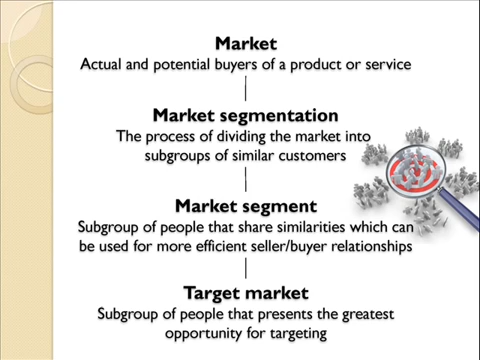 Market
Actual and potential buyers of a product or service
Market segmentation
The process of dividing the market into
subgroups of similar customers
Market segment
Subgroup of people that share similarities which can
be used for more efficient seller/buyer relationships
Target market
Subgroup of people that presents the greatest
opportunity for targeting